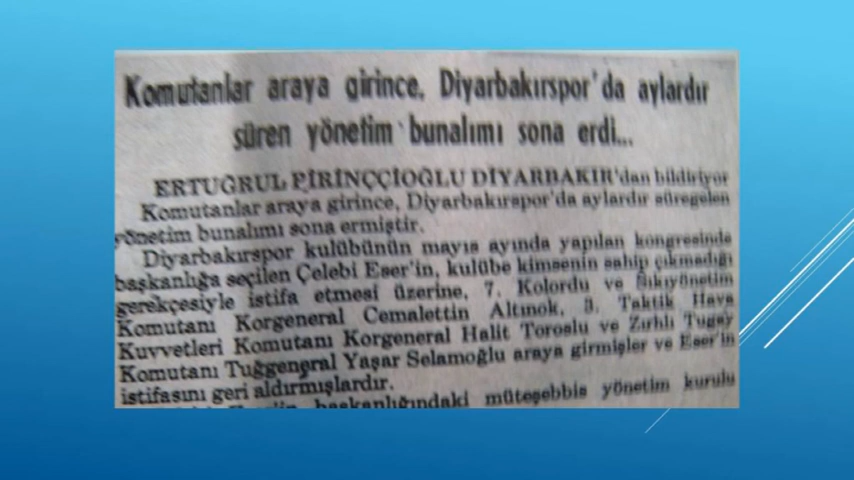 Komutanlar araya girince, Diyarbakırspor'da aylardır
süren yönetim bunalımı sona erdi...
ERTUĞRUL PİRİNÇÇİOĞLU DİYARBAKIR'dan bildiriyor
Komutanlar araya girince, Diyarbakırspor'da aylardır süregelen
yönetim bunalımı sona ermiştir.
Diyarbakırspor kulübünün mayıs ayında yapılan kongresinde
başkanlığa seçilen Çelebi Eser'in, kulübe kimsenin sahip çıkmadığı
gerekçesiyle istifa etmesi üzerine, 7. Kolordu ve Sıkıyönetim
Komutanı Korgeneral Cemalettin Altınok, 3. Taktik Hava
Kuvvetleri Komutanı Korgeneral Halit Toroslu ve Zırhlı Tugay
Komutanı Tuğgeneral Yaşar Selamoğlu araya girmişler ve Eser'in
istifasını geri aldırmışlardır.
başkanlığındaki müteşebbis yönetim kurulu